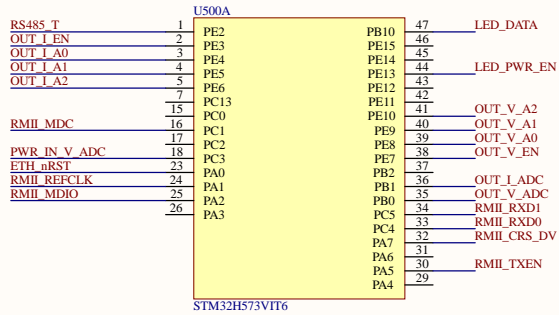 U500A
RS485_T 1 PE2 PB10 47 LED_DATA
OUT_I_EN 2 PE3 PE15 46
OUT_I_A0 3 PE4 PE14 45
OUT_I_A1 4 PE5 PE13 44 LED_PWR_EN
OUT_I_A2 5 PE6 PE12 43
7 PC13 PE11 42
15 PC0 PE10 41 OUT_V_A2
RMII_MDC 16 PC1 PE9 40 OUT_V_A1
17 PC2 PE8 39 OUT_V_A0
PWR_IN_V_ADC 18 PC3 PE7 38 OUT_V_EN
ETH_nRST 23 PA0 PB2 37
RMII_REFCLK 24 PA1 PB1 36 OUT_I_ADC
RMII_MDIO 25 PA2 PB0 35 OUT_V_ADC
26 PA3 PC5 34 RMII_RXD1
PC4 33 RMII_RXD0
PA7 32 RMII_CRS_DV
PA6 31
PA5 30 RMII_TXEN
PA4 29
STM32H573VIT6